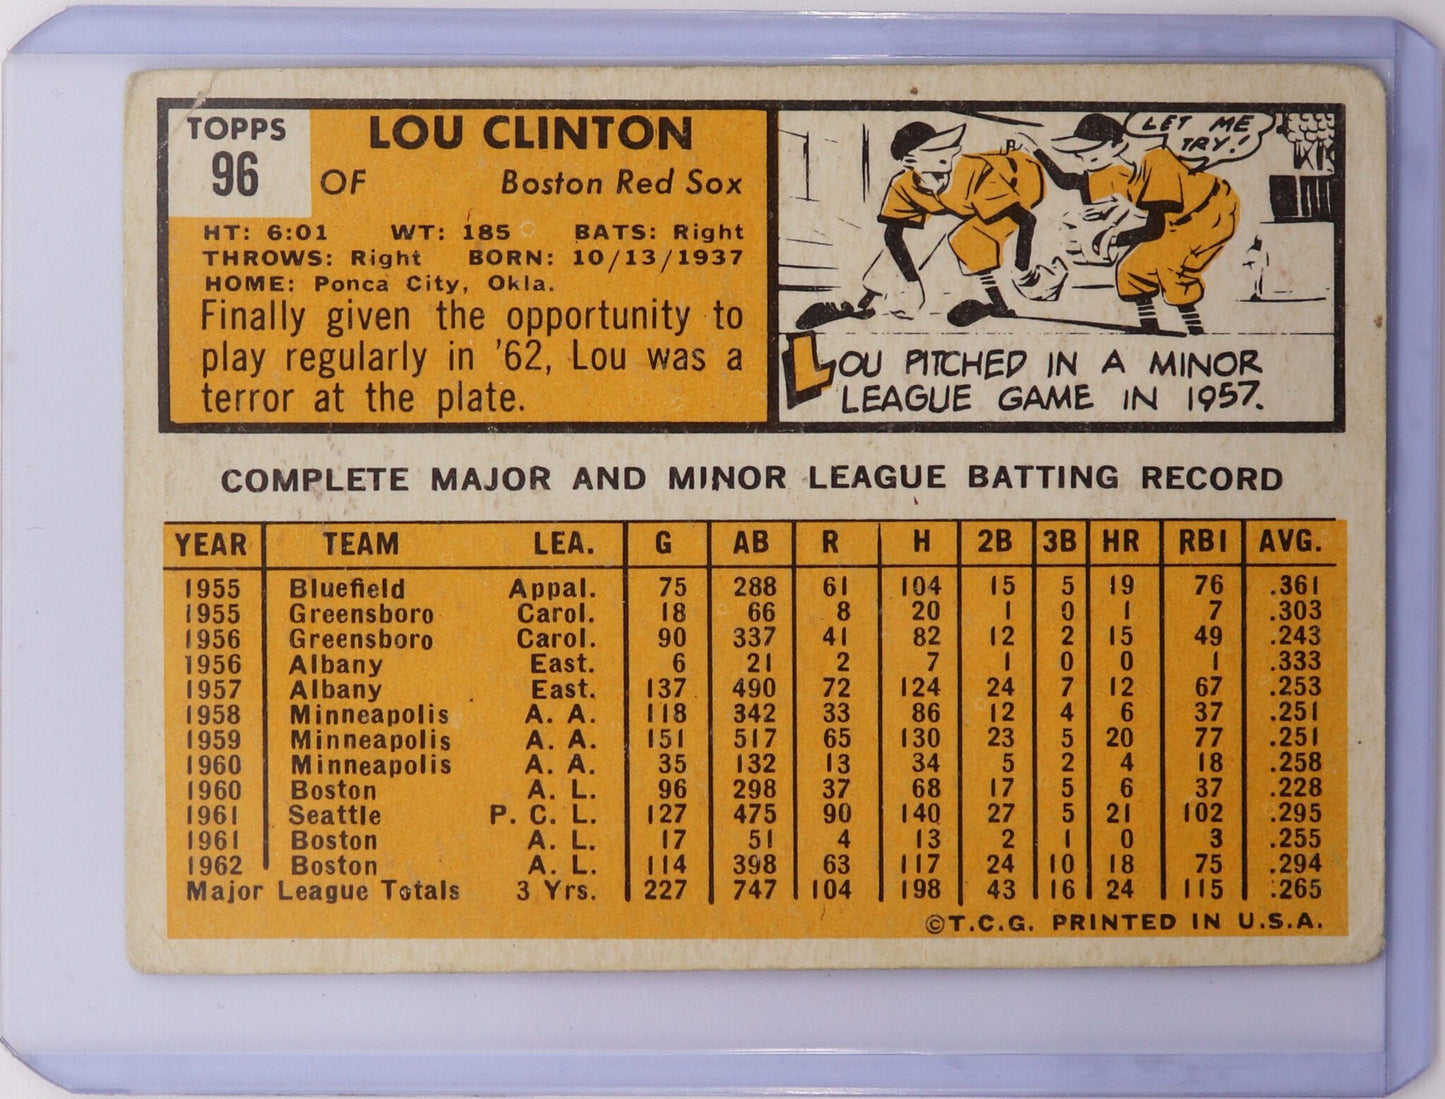 TOPPS
96
OF
LOU CLINTON
Boston Red Sox
HT: 6:01 WT: 185 BATS: Right
THROWS: Right BORN: 10/13/1937
HOME: Ponca City, Okla.
Finally given the opportunity to
play regularly in '62, Lou was a
terror at the plate.
LET ME
TRY!
LOU PITCHED IN A MINOR
LEAGUE GAME IN 1957.
COMPLETE MAJOR AND MINOR LEAGUE BATTING RECORD
YEAR TEAM LEA. G AB R H 2B 3B HR RBI AVG.
1955 Bluefield Appal. 75 288 61 104 15 5 19 76 .361
1955 Greensboro Carol. 18 66 8 20 1 0 1 7 .303
1956 Greensboro Carol. 90 337 41 82 12 2 15 49 .243
1956 Albany East. 6 21 2 7 1 0 0 1 .333
1957 Albany East. 137 490 72 124 24 7 12 67 .253
1958 Minneapolis A. A. 118 342 33 86 12 4 6 37 .251
1959 Minneapolis A. A. 151 517 65 130 23 5 20 77 .251
1960 Minneapolis A. A. 35 132 13 34 5 2 4 18 .258
1960 Boston A. L. 96 298 37 68 17 5 6 37 .228
1961 Seattle P. C. L. 127 475 90 140 27 5 21 102 .295
1961 Boston A. L. 17 51 4 13 2 1 0 3 .255
1962 Boston A. L. 114 398 63 117 24 10 18 75 .294
Major League Totals 3 Yrs. 227 747 104 198 43 16 24 115 .265
©T.C.G. PRINTED IN U.S.A.